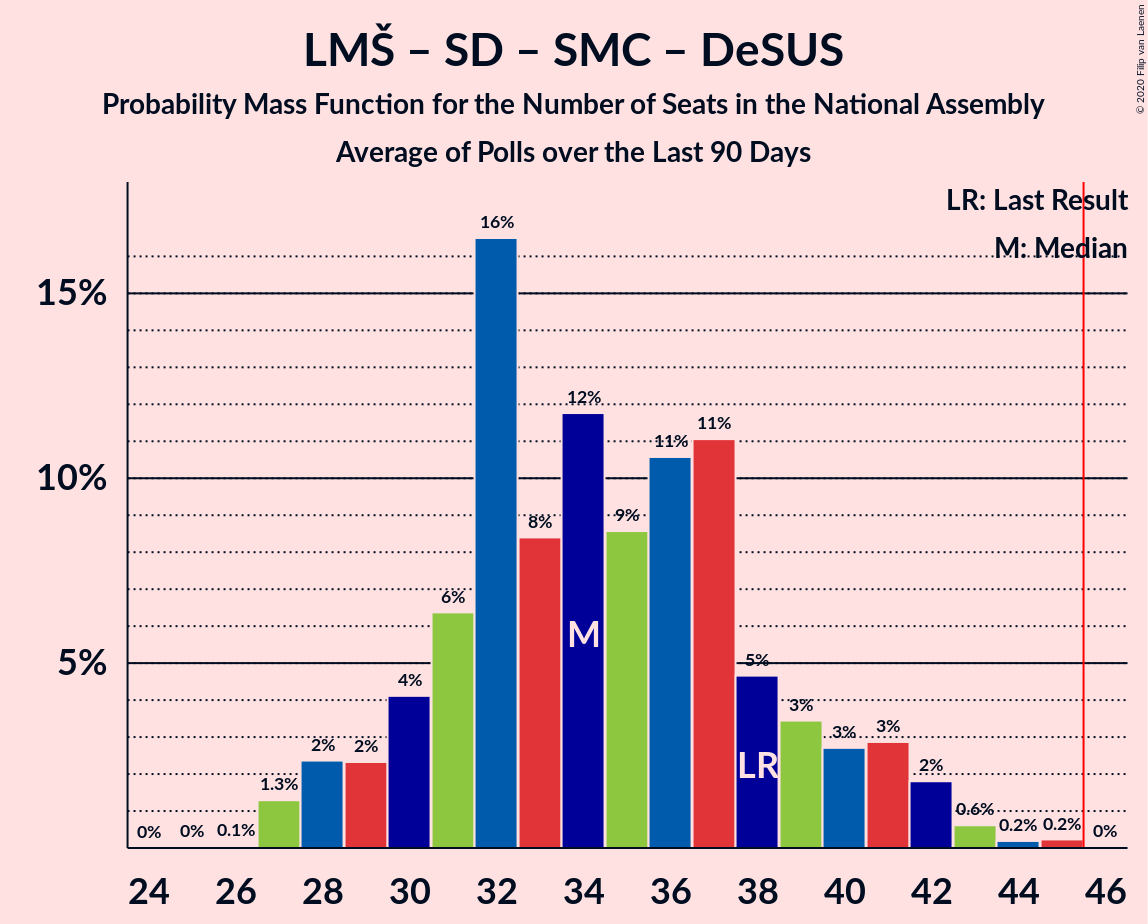 LMŠ – SD – SMC – DeSUS
Probability Mass Function for the Number of Seats in the National Assembly
Average of Polls over the Last 90 Days
© 2020 Filip van Laenen
LR: Last Result
M: Median
15%
10%
5%
0%
0%
0.1%
1.3%
2%
2%
4%
6%
16%
8%
12%
9%
11%
11%
5%
3%
3%
3%
2%
0.6%
0.2%
0.2%
0%
M
LR
24 26 28 30 32 34 36 38 40 42 44 46